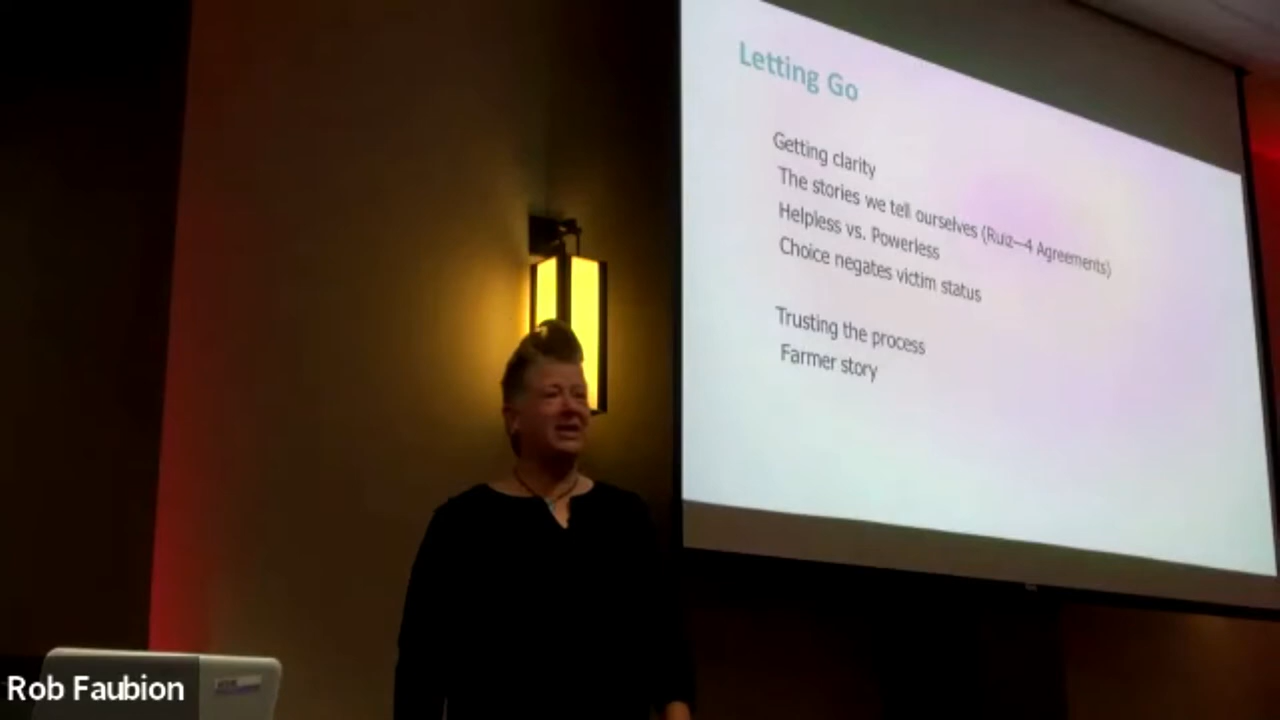 Letting Go
Getting clarity
The stories we tell ourselves (Ruiz—4 Agreements)
Helpless vs. Powerless
Choice negates victim status
Trusting the process
Farmer story
Rob Faubion